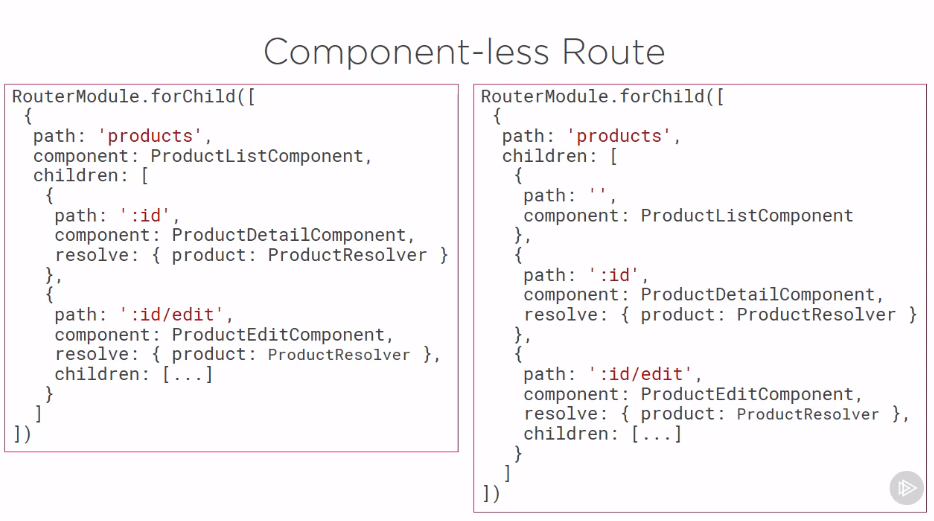 Component-less Route
RouterModule.forChild([
{
path: 'products',
component: ProductListComponent,
children: [
{
path: ':id',
component: ProductDetailComponent,
resolve: { product: ProductResolver }
},
{
path: ':id/edit',
component: ProductEditComponent,
resolve: { product: ProductResolver },
children: [...]
}
]
])
RouterModule.forChild([
{
path: 'products',
children: [
{
path: '',
component: ProductListComponent
},
{
path: ':id',
component: ProductDetailComponent,
resolve: { product: ProductResolver }
},
{
path: ':id/edit',
component: ProductEditComponent,
resolve: { product: ProductResolver },
children: [...]
}
]
])